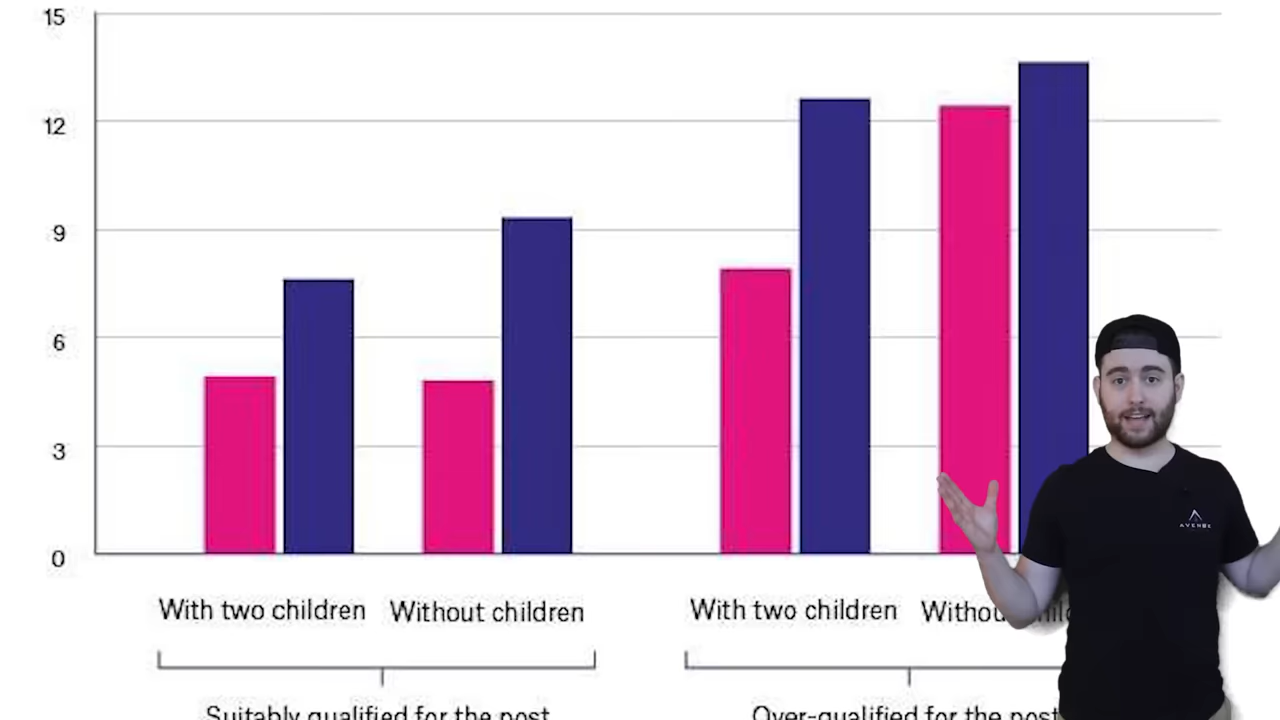 15
12
9
6
3
0
With two children Without children With two children
Suitably qualified for the post Over-qualified for the post
AVENUE